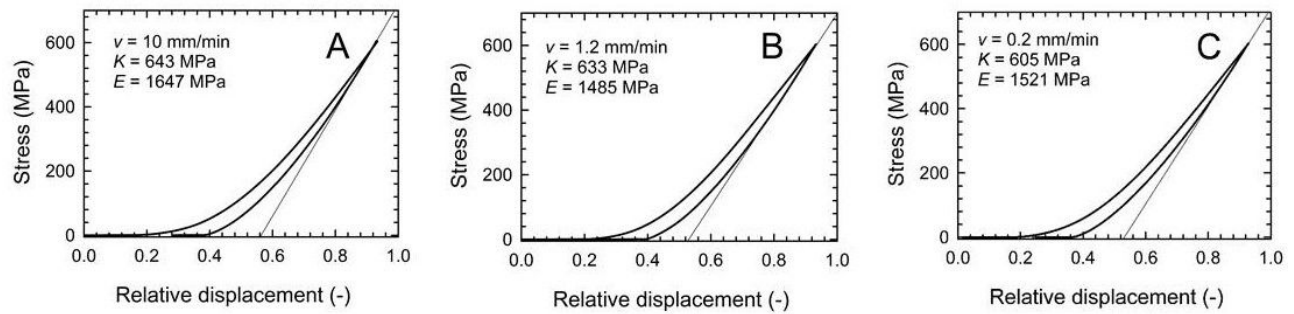 A
v = 10 mm/min
K = 643 MPa
E = 1647 MPa
Stress (MPa)
600
400
200
0
0.0 0.2 0.4 0.6 0.8 1.0
Relative displacement (-)
B
v = 1.2 mm/min
K = 633 MPa
E = 1485 MPa
Stress (MPa)
600
400
200
0
0.0 0.2 0.4 0.6 0.8 1.0
Relative displacement (-)
C
v = 0.2 mm/min
K = 605 MPa
E = 1521 MPa
Stress (MPa)
600
400
200
0
0.0 0.2 0.4 0.6 0.8 1.0
Relative displacement (-)